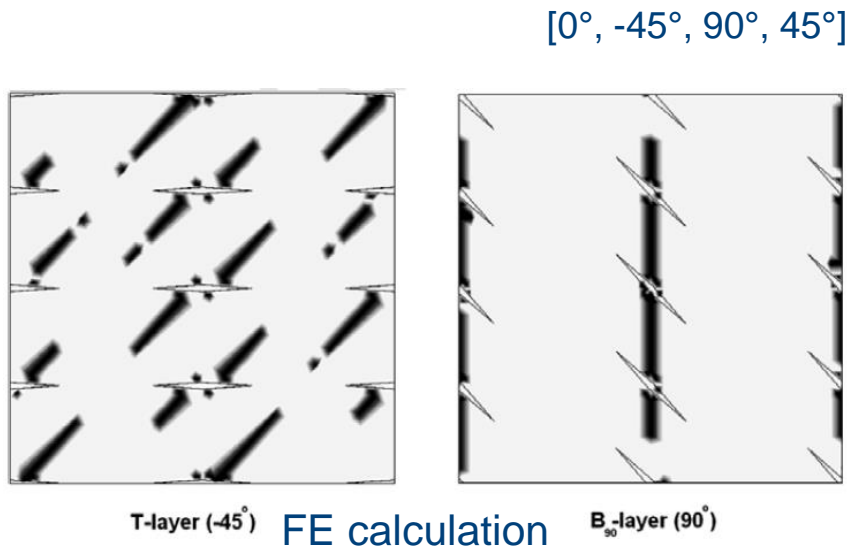 [0°, -45°, 90°, 45°]
T-layer (-45°)
FE calculation
B90-layer (90°)